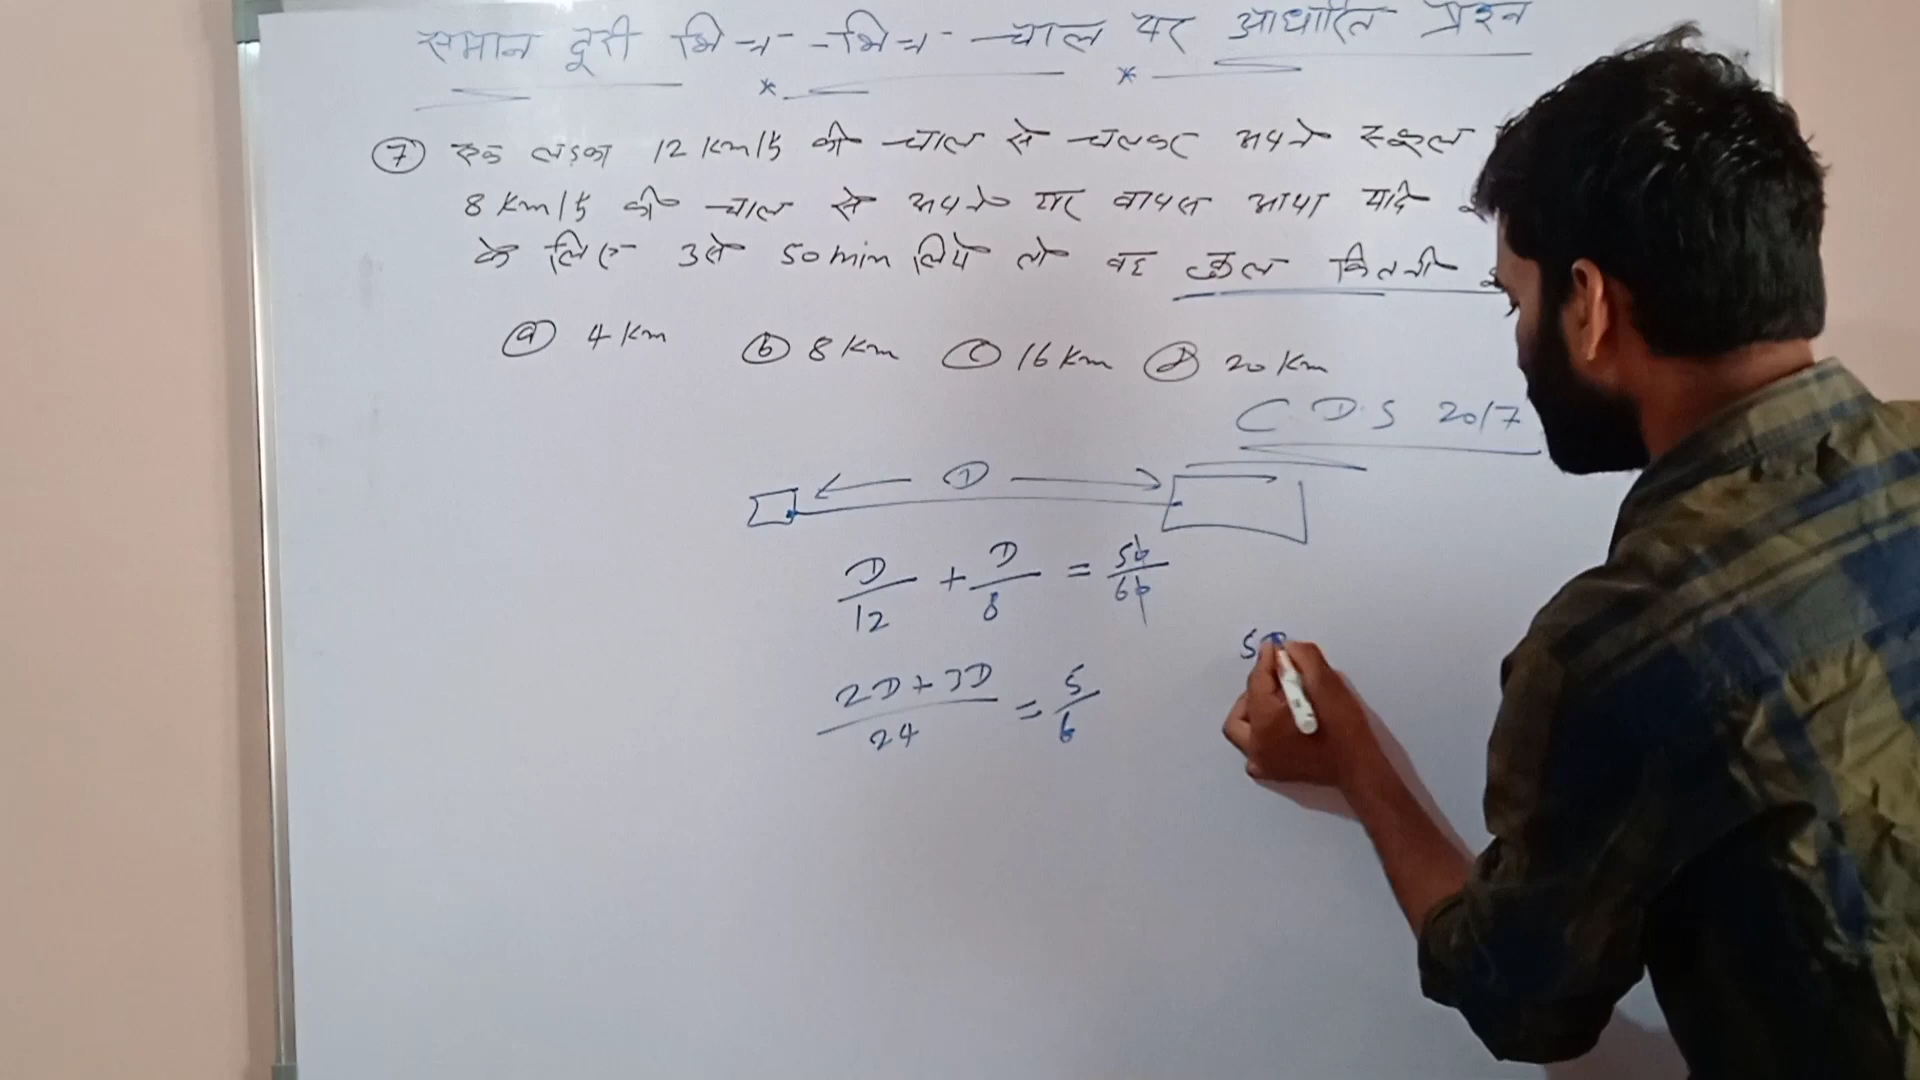 समान दूरी भिन्न-भिन्न चाल पर आधारित प्रश्न
⑦ एक लड़का 12 Km/h की चाल से चलकर अपने स्कूल
8 Km/h की चाल से अपने घर वापस आया यदि
के लिए उसे 50 min लिये तो वह कुल कितनी
ⓐ 4 Km ⓑ 8 Km ⓒ 16 Km ⓓ 20 Km
C.D.S 2017
D
D/12 + D/8 = 50/60
2D+3D/24 = 5/6
5